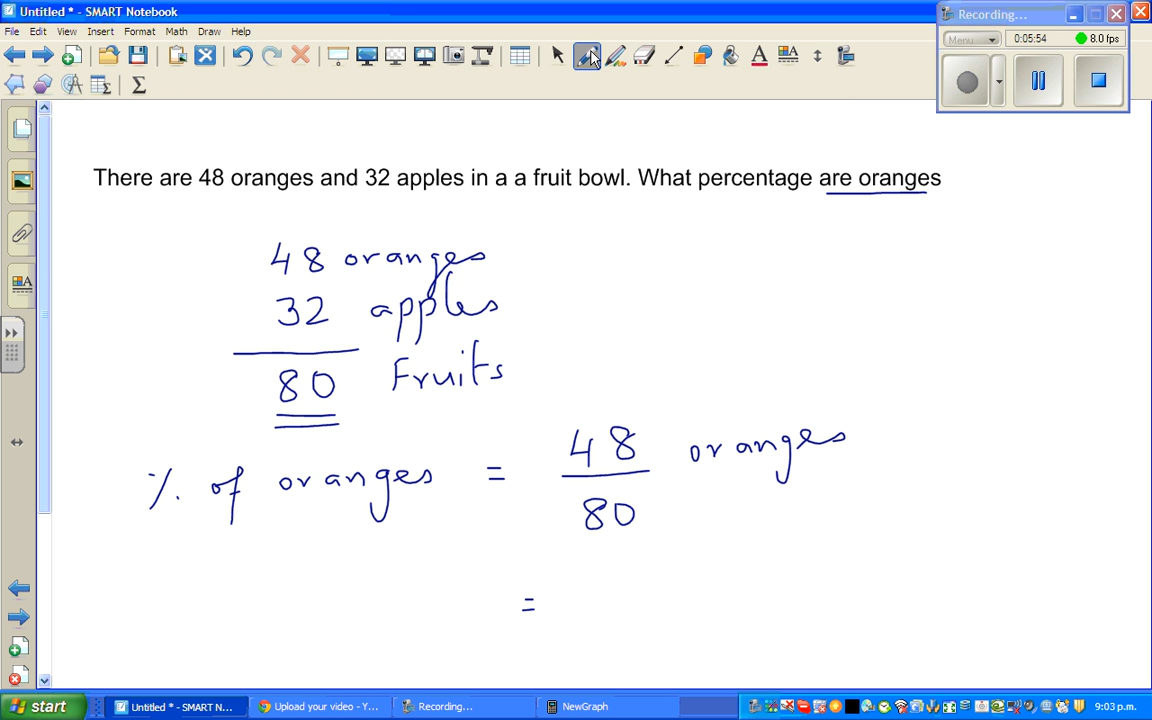 Untitled * - SMART Notebook
Recording...
File Edit View Insert Format Math Draw Help
Menu 0:05:54 8.0 fps
There are 48 oranges and 32 apples in a a fruit bowl. What percentage are oranges
48 oranges
32 apples
80 Fruits
% of oranges = 48 oranges
80
=
start Untitled * - SMART N... Upload your video - Y... Recording... NewGraph 9:03 p.m.